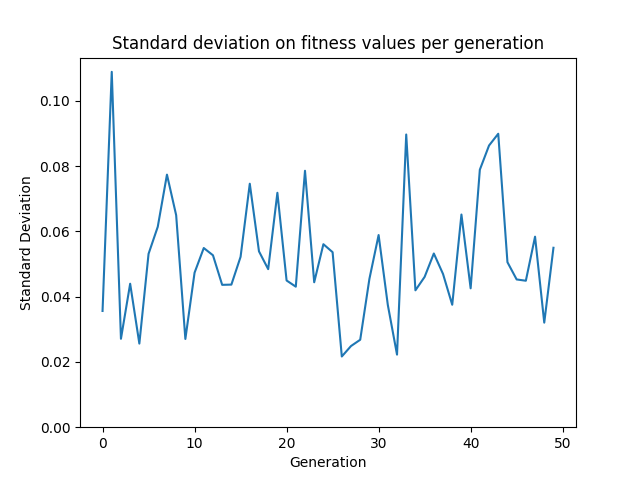 Standard deviation on fitness values per generation
0.10
0.08
0.06
0.04
0.02
0.00
Standard Deviation
0 10 20 30 40 50
Generation